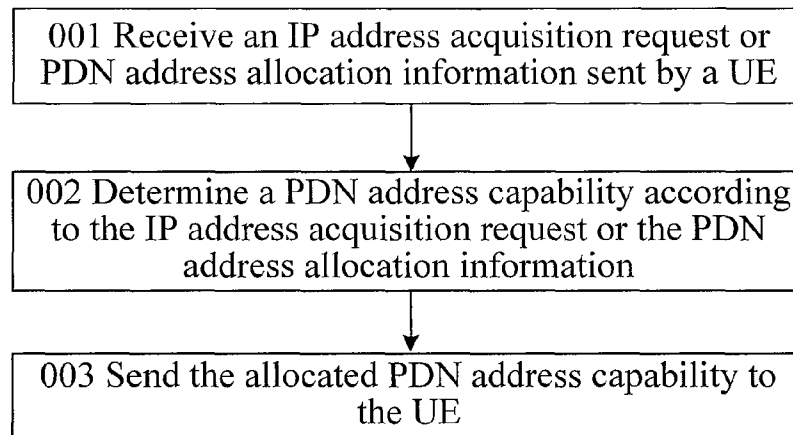 001 Receive an IP address acquisition request or
PDN address allocation information sent by a UE
002 Determine a PDN address capability according
to the IP address acquisition request or the PDN
address allocation information
003 Send the allocated PDN address capability to
the UE